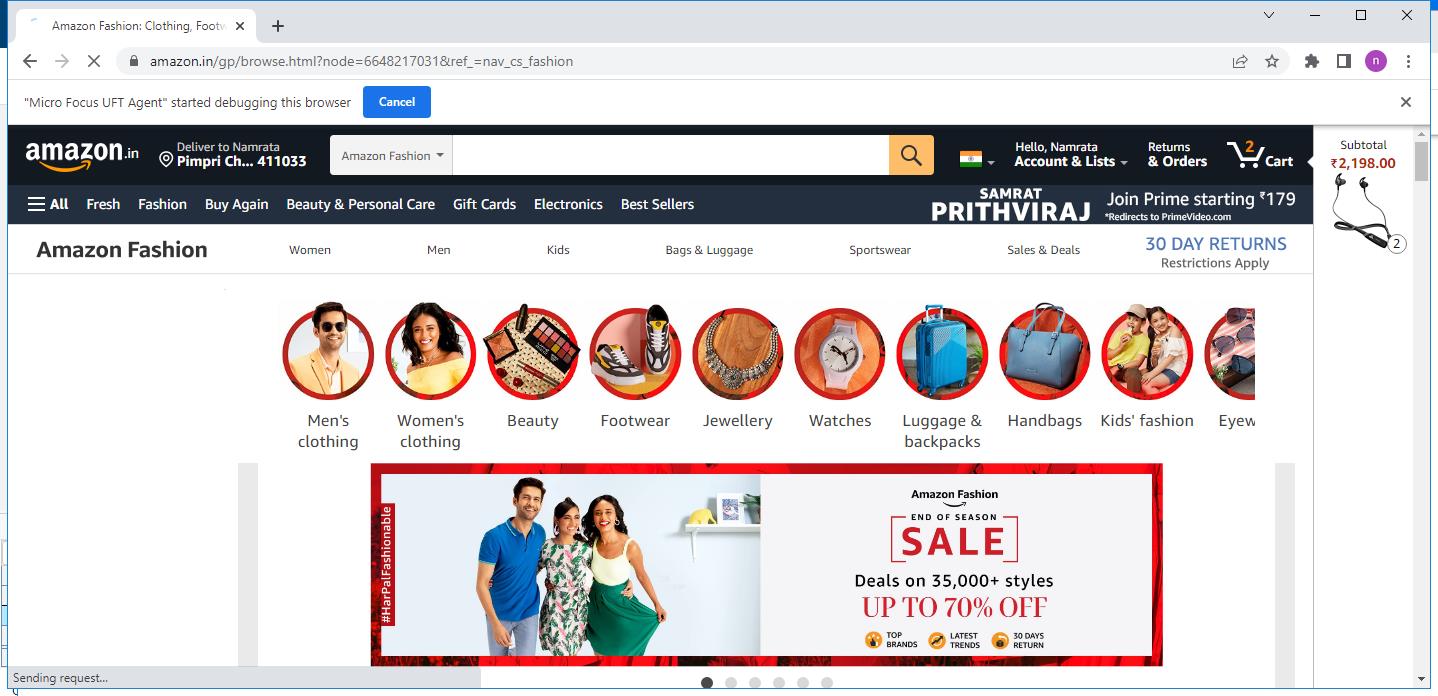 Amazon Fashion: Clothing, Footw
amazon.in/gp/browse.html?node=6648217031&ref_=nav_cs_fashion
n
"Micro Focus UFT Agent" started debugging this browser
Cancel
amazon.in
Deliver to Namrata
Pimpri Ch... 411033
Amazon Fashion
Hello, Namrata
Account & Lists
Returns
& Orders
2
Cart
Subtotal
₹2,198.00
2
All
Fresh
Fashion
Buy Again
Beauty & Personal Care
Gift Cards
Electronics
Best Sellers
SAMRAT
PRITHVIRAJ
Join Prime starting ₹179
*Redirects to PrimeVideo.com
Amazon Fashion
Women
Men
Kids
Bags & Luggage
Sportswear
Sales & Deals
30 DAY RETURNS
Restrictions Apply
Men's
clothing
Women's
clothing
Beauty
Footwear
Jewellery
Watches
Luggage &
backpacks
Handbags
Kids' fashion
Eyew
#HarPalFashionable
Amazon Fashion
END OF SEASON
SALE
Deals on 35,000+ styles
UP TO 70% OFF
TOP
BRANDS
LATEST
TRENDS
30 DAYS
RETURN
Sending request...